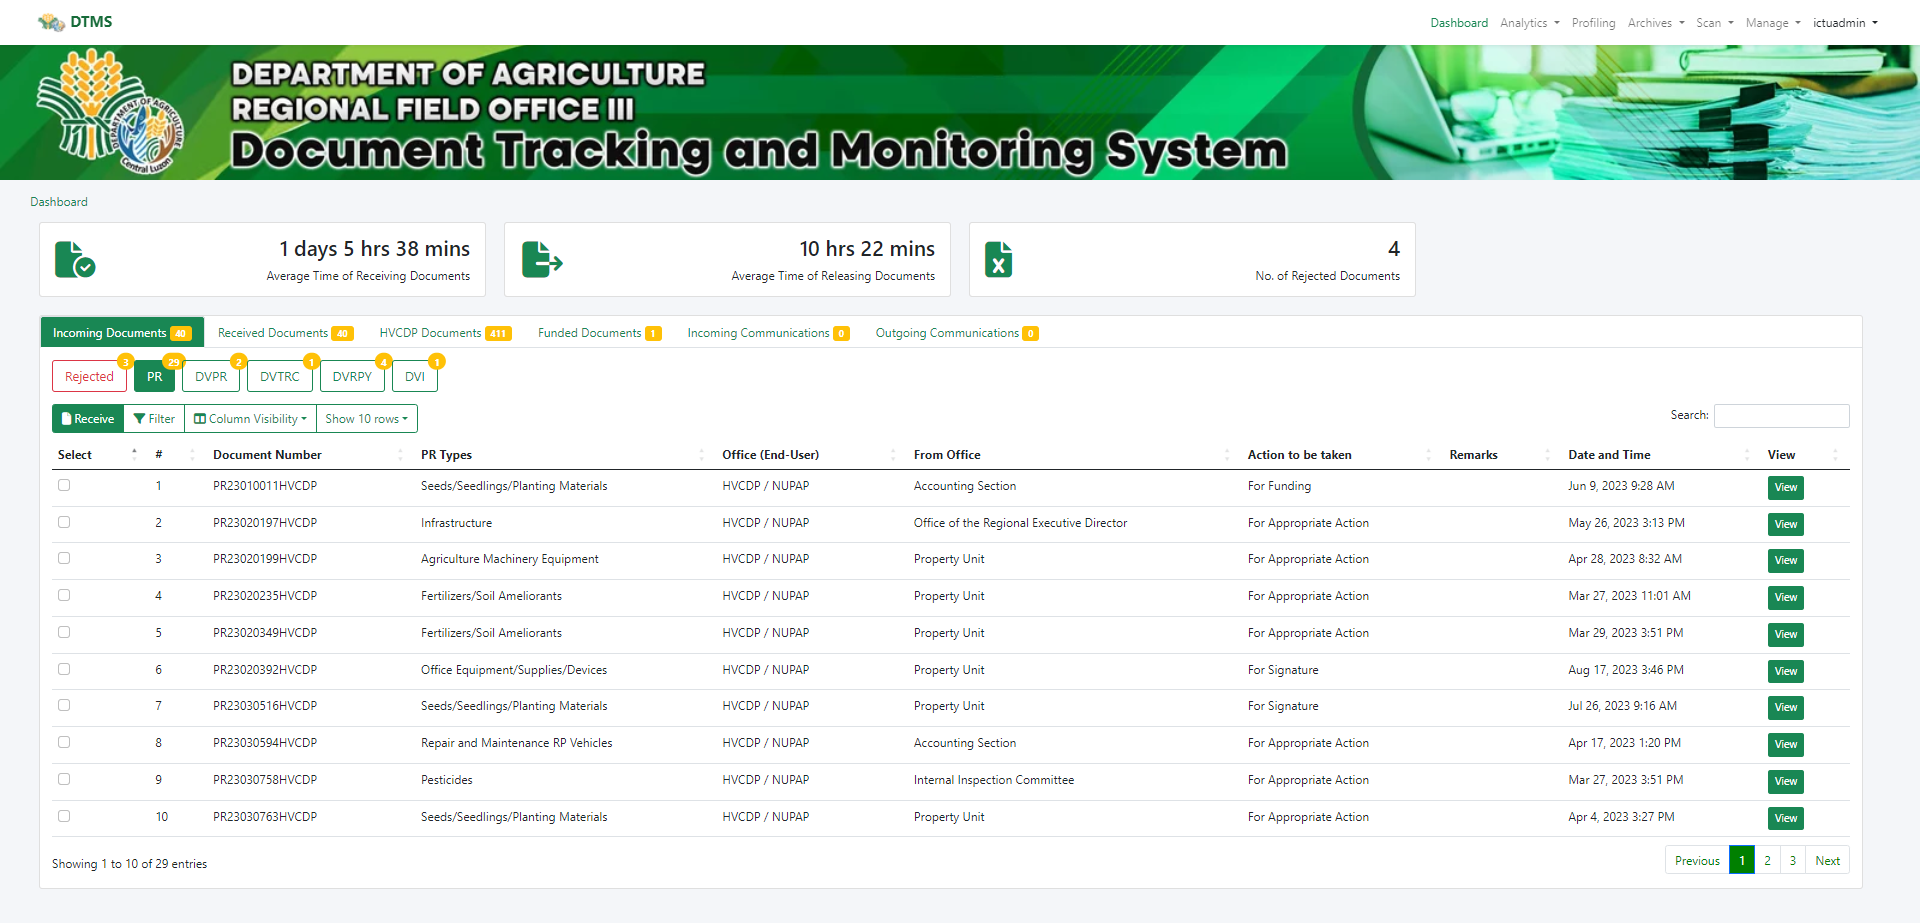 DTMS
Dashboard Analytics Profiling Archives Scan Manage ictuadmin
DEPARTMENT OF AGRICULTURE
REGIONAL FIELD OFFICE III
Document Tracking and Monitoring System
DEPARTMENT OF AGRICULTURE
Central Luzon
Dashboard
1 days 5 hrs 38 mins
Average Time of Receiving Documents
10 hrs 22 mins
Average Time of Releasing Documents
4
No. of Rejected Documents
Incoming Documents 40 Received Documents 40 HVCDP Documents 411 Funded Documents 1 Incoming Communications 0 Outgoing Communications 0
Rejected 3 PR 29 DVPR 2 DVTRC 1 DVRPY 4 DVI 1
Receive Filter Column Visibility Show 10 rows Search:
Select # Document Number PR Types Office (End-User) From Office Action to be taken Remarks Date and Time View
1 PR23010011HVCDP Seeds/Seedlings/Planting Materials HVCDP / NUPAP Accounting Section For Funding Jun 9, 2023 9:28 AM View
2 PR23020197HVCDP Infrastructure HVCDP / NUPAP Office of the Regional Executive Director For Appropriate Action May 26, 2023 3:13 PM View
3 PR23020199HVCDP Agriculture Machinery Equipment HVCDP / NUPAP Property Unit For Appropriate Action Apr 28, 2023 8:32 AM View
4 PR23020235HVCDP Fertilizers/Soil Ameliorants HVCDP / NUPAP Property Unit For Appropriate Action Mar 27, 2023 11:01 AM View
5 PR23020349HVCDP Fertilizers/Soil Ameliorants HVCDP / NUPAP Property Unit For Appropriate Action Mar 29, 2023 3:51 PM View
6 PR23020392HVCDP Office Equipment/Supplies/Devices HVCDP / NUPAP Property Unit For Signature Aug 17, 2023 3:46 PM View
7 PR23030516HVCDP Seeds/Seedlings/Planting Materials HVCDP / NUPAP Property Unit For Signature Jul 26, 2023 9:16 AM View
8 PR23030594HVCDP Repair and Maintenance RP Vehicles HVCDP / NUPAP Accounting Section For Appropriate Action Apr 17, 2023 1:20 PM View
9 PR23030758HVCDP Pesticides HVCDP / NUPAP Internal Inspection Committee For Appropriate Action Mar 27, 2023 3:51 PM View
10 PR23030763HVCDP Seeds/Seedlings/Planting Materials HVCDP / NUPAP Property Unit For Appropriate Action Apr 4, 2023 3:27 PM View
Showing 1 to 10 of 29 entries Previous 1 2 3 Next